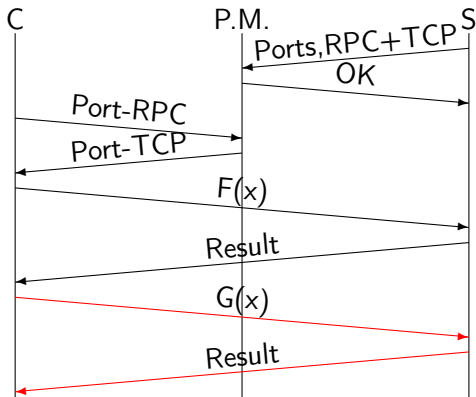 C P.M. S
Ports,RPC+TCP
OK
Port-RPC
Port-TCP
F(x)
Result
G(x)
Result